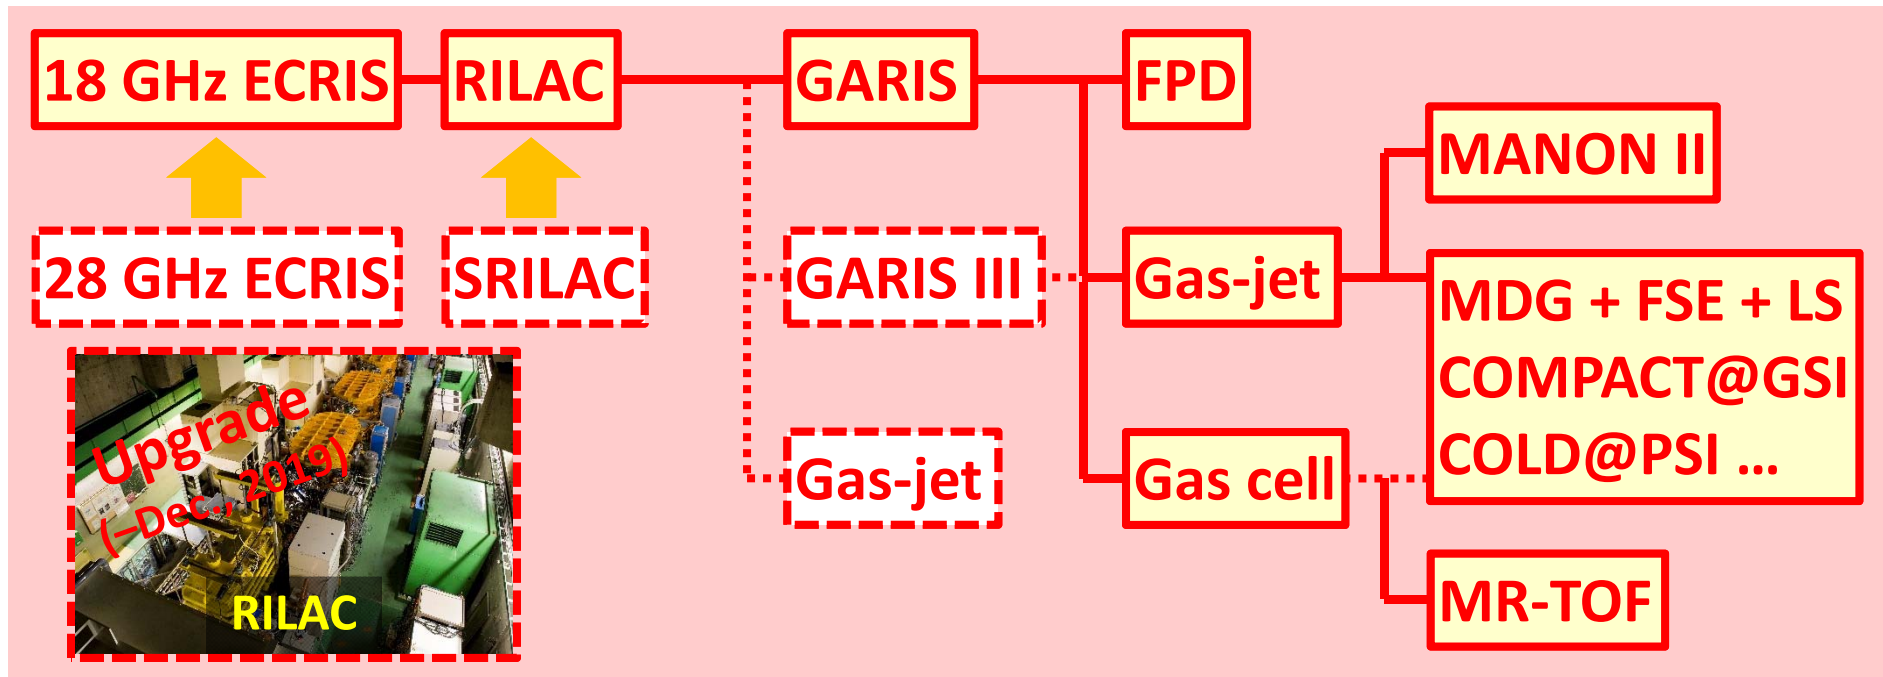 18 GHz ECRIS
RILAC
GARIS
FPD
MANON II
28 GHz ECRIS
SRILAC
GARIS III
Gas-jet
MDG + FSE + LS
COMPACT@GSI
COLD@PSI ...
Upgrade
(–Dec., 2019)
Gas-jet
Gas cell
RILAC
MR-TOF